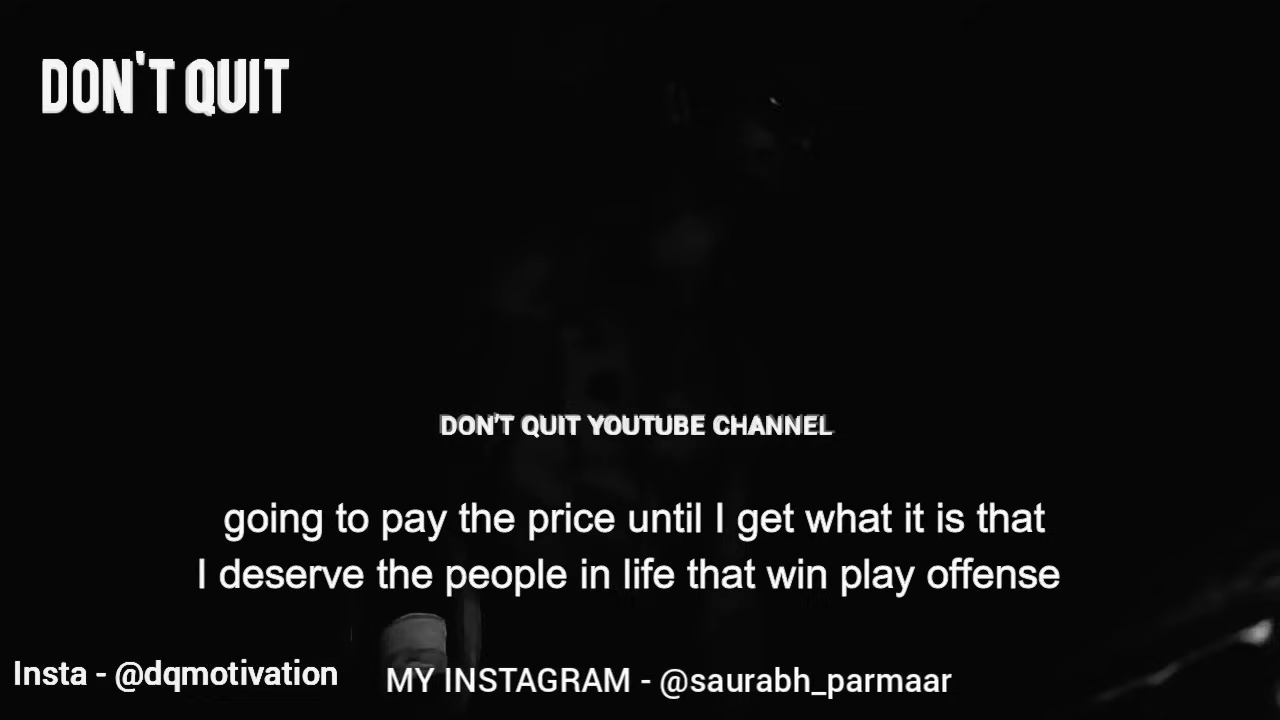 DON'T QUIT
DON'T QUIT YOUTUBE CHANNEL
going to pay the price until I get what it is that
I deserve the people in life that win play offense
Insta - @dqmotivation
MY INSTAGRAM - @saurabh_parmaar